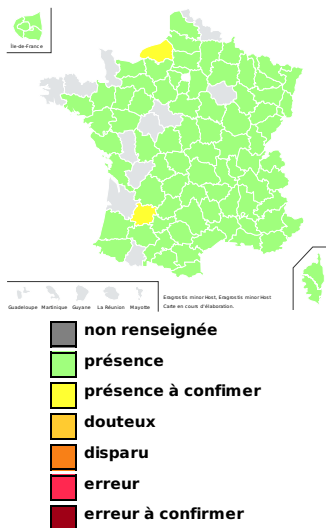 Île-de-France
Guadeloupe Martinique Guyane La Réunion Mayotte
Eragrostis minor Host, Eragrostis minor Host
Carte en cours d'élaboration.
non renseignée
présence
présence à confimer
douteux
disparu
erreur
erreur à confirmer